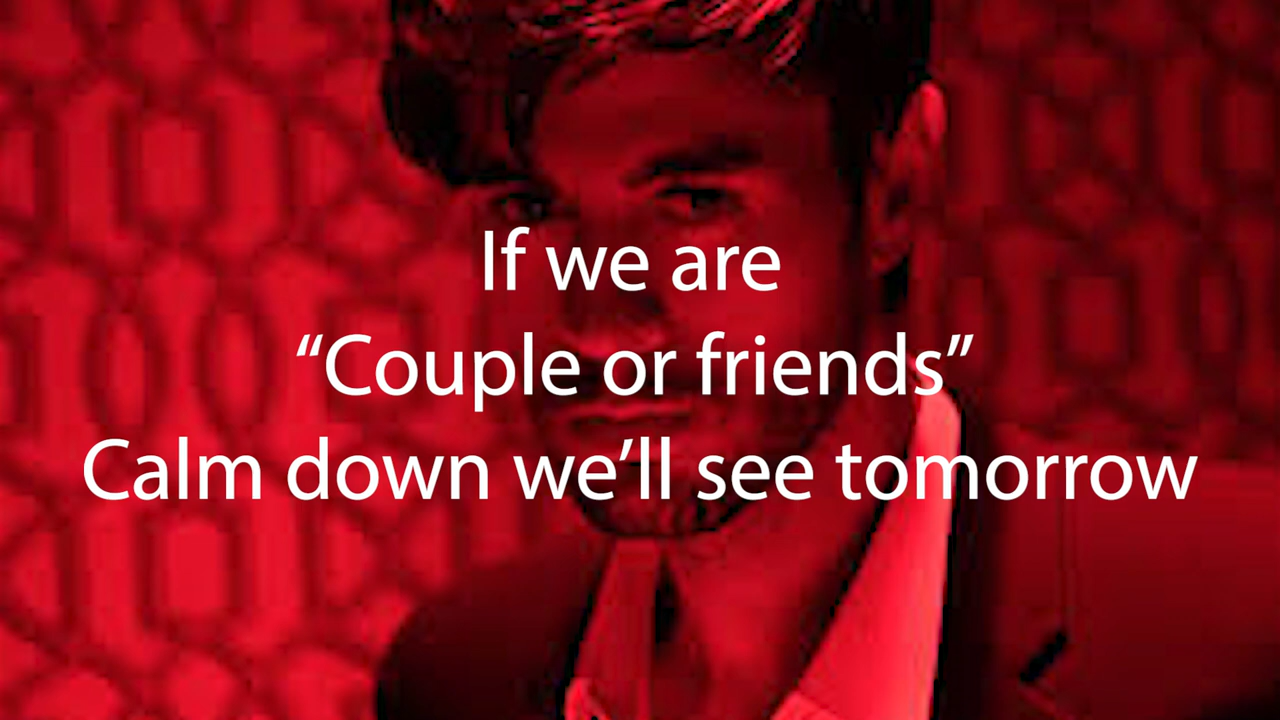 If we are
“Couple or friends”
Calm down we’ll see tomorrow